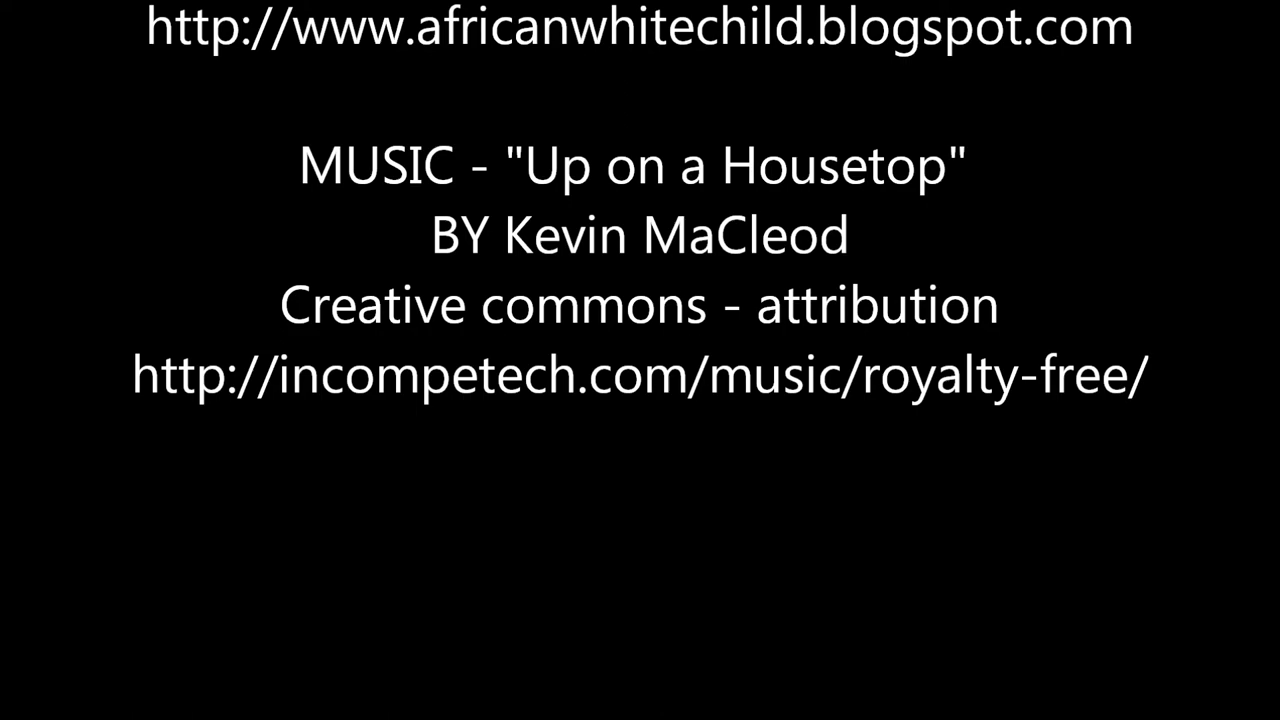 http://www.africanwhitechild.blogspot.com
MUSIC - "Up on a Housetop"
BY Kevin MaCleod
Creative commons - attribution
http://incompetech.com/music/royalty-free/